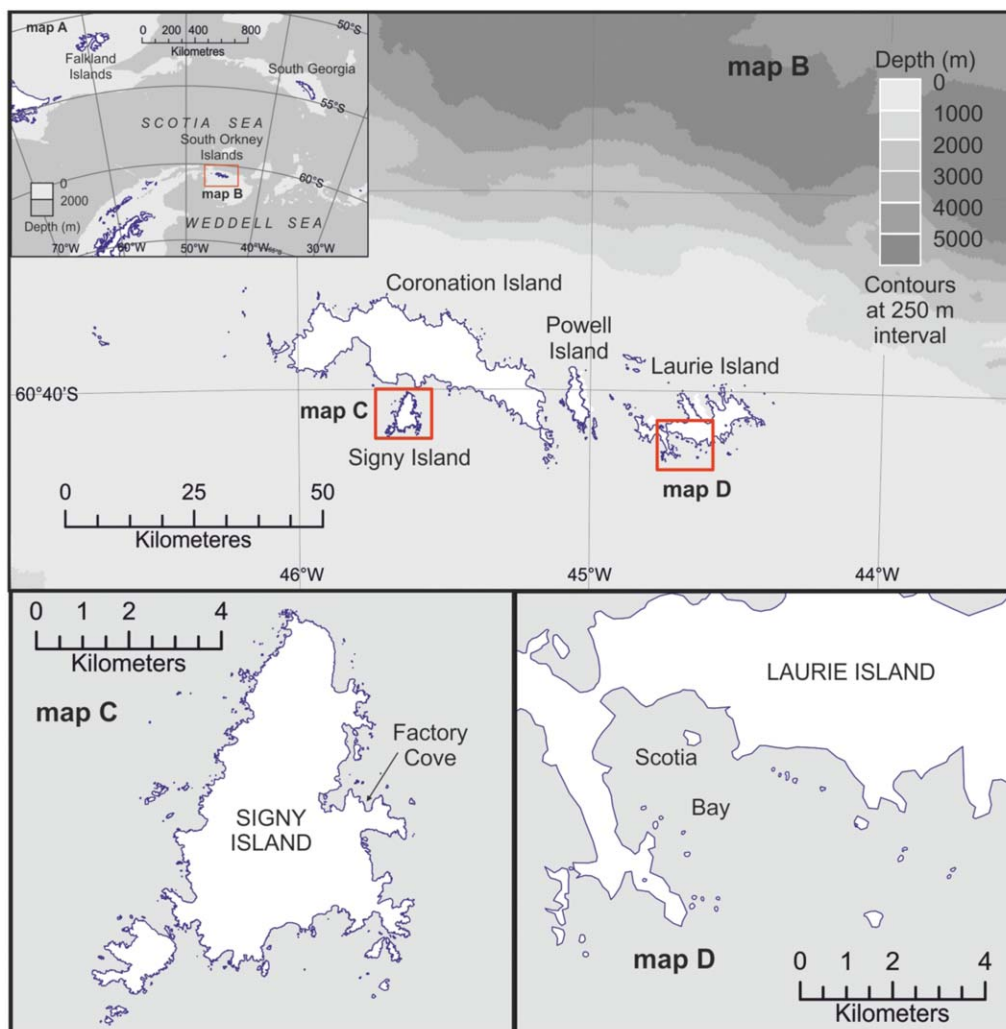 map A
0 200 400 800
Kilometres
50°S
Falkland
Islands
South Georgia
55°S
SCOTIA SEA
South Orkney
Islands
60°S
map B
0
2000
Depth (m)
WEDDELL SEA
70°W
60°W
50°W
40°W
30°W
map B
Depth (m)
0
1000
2000
3000
4000
5000
Contours
at 250 m
interval
Coronation Island
Powell
Island
Laurie Island
60°40'S
map C
Signy Island
map D
0 25 50
Kilometeres
46°W
45°W
44°W
0 1 2 4
Kilometers
map C
Factory
Cove
SIGNY
ISLAND
LAURIE ISLAND
Scotia
Bay
map D
0 1 2 4
Kilometers